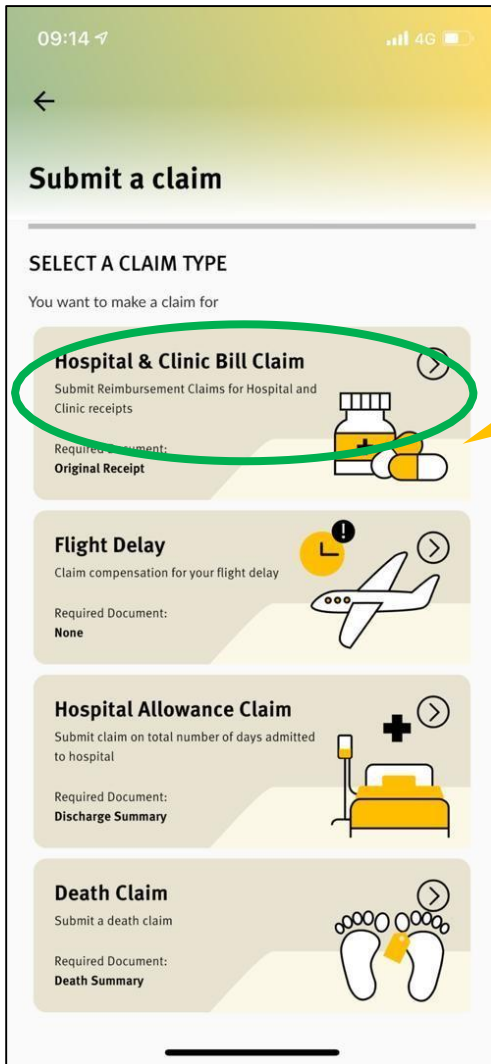 09:14
4G
Submit a claim
SELECT A CLAIM TYPE
You want to make a claim for
Hospital & Clinic Bill Claim
Submit Reimbursement Claims for Hospital and
Clinic receipts
Required Document:
Original Receipt
Flight Delay
Claim compensation for your flight delay
Required Document:
None
Hospital Allowance Claim
Submit claim on total number of days admitted
to hospital
Required Document:
Discharge Summary
Death Claim
Submit a death claim
Required Document:
Death Summary